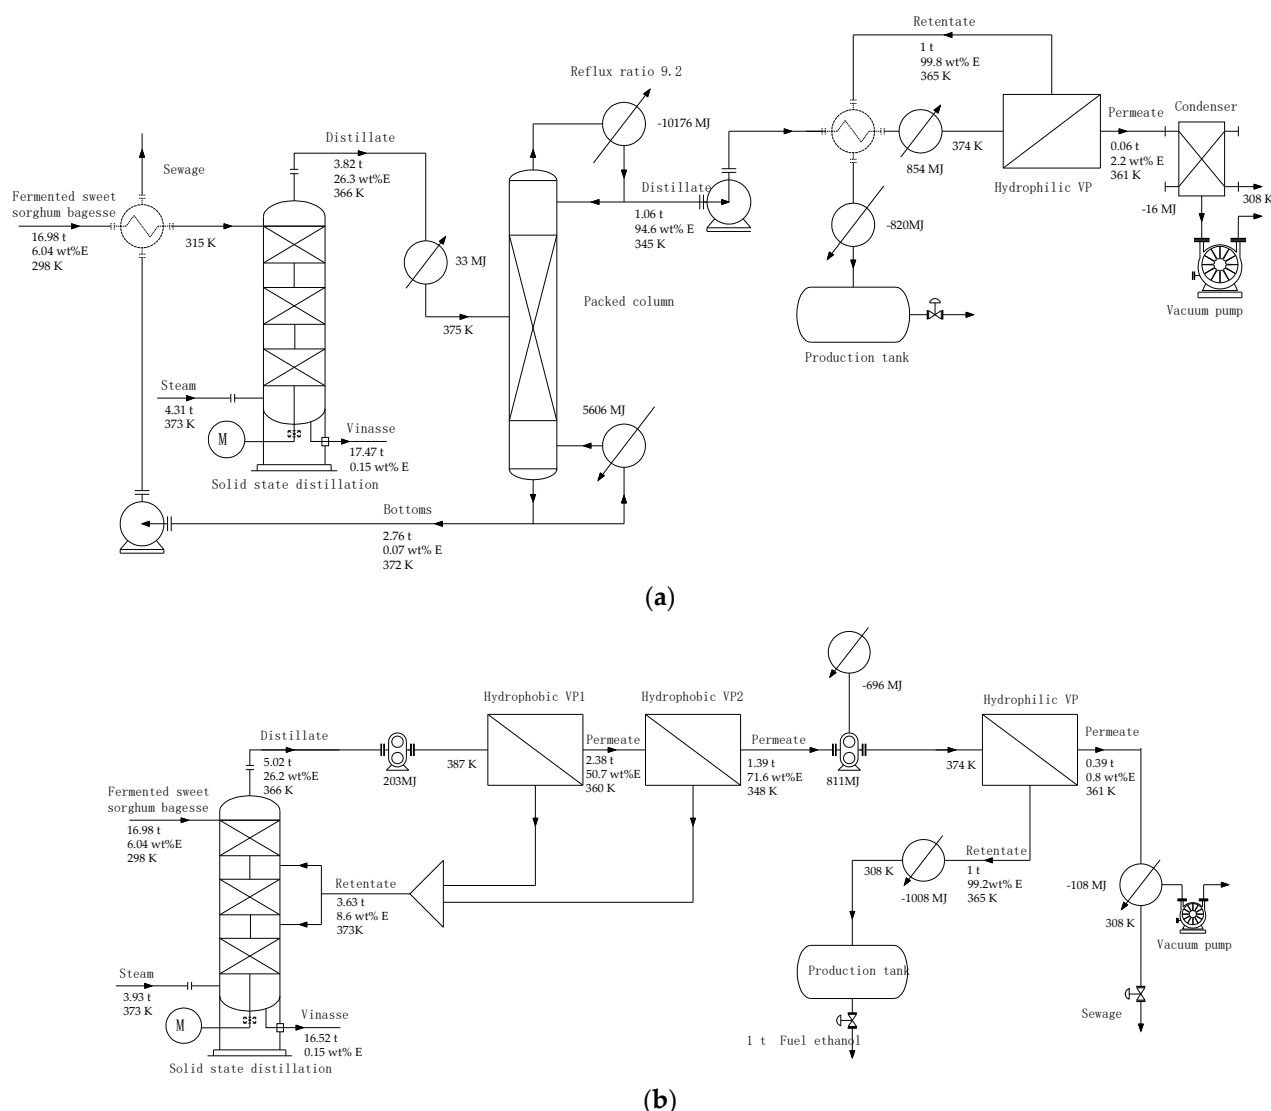 Retentate
1 t
99.8 wt% E
365 K
Reflux ratio 9.2
-10176 MJ
Condenser
Permeate
0.06 t
2.2 wt% E
361 K
Distillate
3.82 t
26.3 wt%E
366 K
374 K
854 MJ
Hydrophilic VP
308 K
-16 MJ
Sewage
Fermented sweet
sorghum bagesse
16.98 t
6.04 wt%E
298 K
315 K
Distillate
1.06 t
94.6 wt% E
345 K
-820MJ
33 MJ
375 K
Packed column
Vacuum pump
Production tank
Steam
4.31 t
373 K
M
Vinasse
17.47 t
0.15 wt% E
Solid state distillation
5606 MJ
Bottoms
2.76 t
0.07 wt% E
372 K
(a)
-696 MJ
Hydrophobic VP1
Hydrophobic VP2
Hydrophilic VP
Distillate
5.02 t
26.2 wt%E
366 K
203MJ
387 K
Permeate
2.38 t
50.7 wt%E
360 K
Permeate
1.39 t
71.6 wt%E
348 K
811MJ
374 K
Permeate
0.39 t
0.8 wt% E
361 K
Fermented sweet
sorghum bagesse
16.98 t
6.04 wt%E
298 K
Retentate
3.63 t
8.6 wt% E
373K
308 K
-1008 MJ
Retentate
1 t
99.2wt% E
365 K
-108 MJ
308 K
Vacuum pump
Production tank
Steam
3.93 t
373 K
M
Vinasse
16.52 t
0.15 wt% E
Solid state distillation
Sewage
1 t Fuel ethanol
(b)